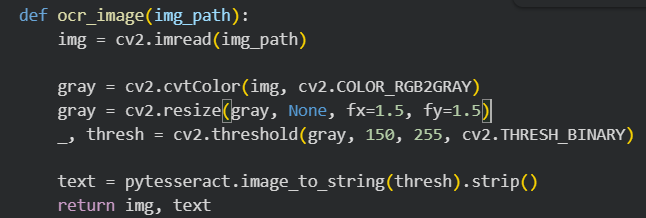 def ocr_image(img_path):
    img = cv2.imread(img_path)

    gray = cv2.cvtColor(img, cv2.COLOR_RGB2GRAY)
    gray = cv2.resize(gray, None, fx=1.5, fy=1.5)
    _, thresh = cv2.threshold(gray, 150, 255, cv2.THRESH_BINARY)

    text = pytesseract.image_to_string(thresh).strip()
    return img, text